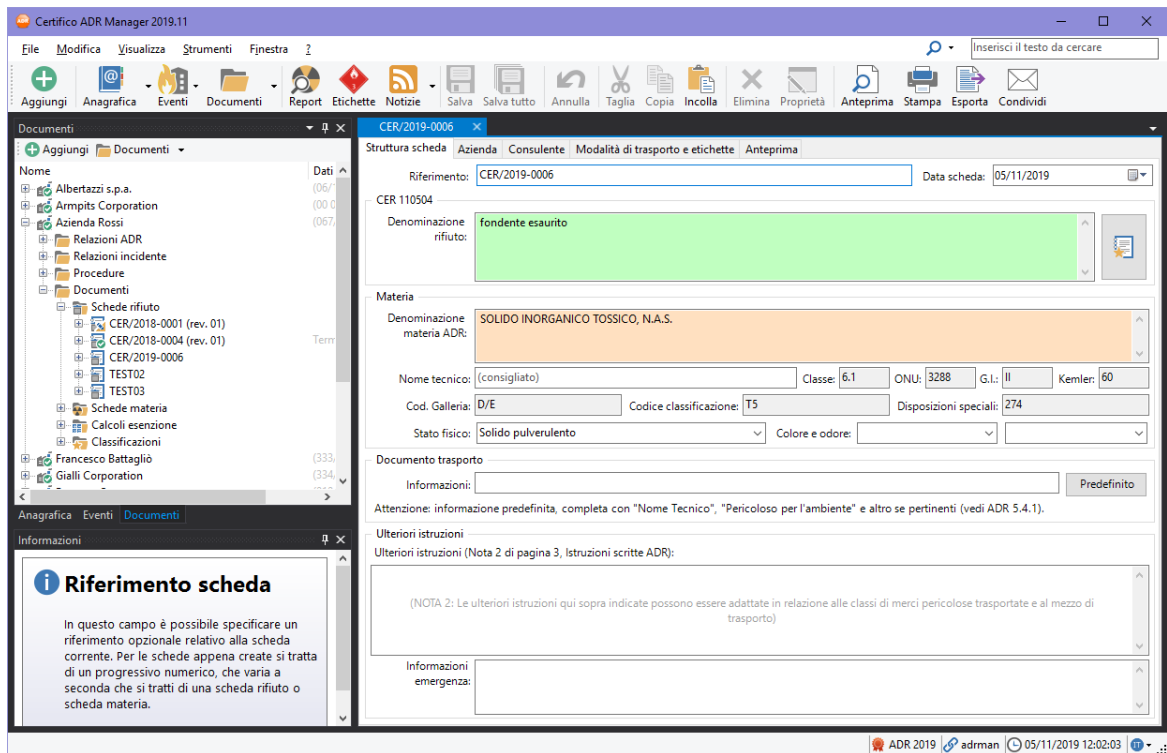 Certifico ADR Manager 2019.11
File Modifica Visualizza Strumenti Finestra ?
Inserisci il testo da cercare
Aggiungi Anagrafica Eventi Documenti Report Etichette Notizie Salva Salva tutto Annulla Taglia Copia Incolla Elimina Proprietà Anteprima Stampa Esporta Condividi
Documenti
Aggiungi Documenti
Nome Dati
Albertazzi s.p.a. (06/
Armpits Corporation (00 0
Azienda Rossi (067,
Relazioni ADR
Relazioni incidente
Procedure
Documenti
Schede rifiuto
CER/2018-0001 (rev. 01)
CER/2018-0004 (rev. 01) Term
CER/2019-0006
TEST02
TEST03
Schede materia
Calcoli esenzione
Classificazioni
Francesco Battagliò (333,
Gialli Corporation (334,
Anagrafica Eventi Documenti
Informazioni
Riferimento scheda
In questo campo è possibile specificare un
riferimento opzionale relativo alla scheda
corrente. Per le schede appena create si tratta
di un progressivo numerico, che varia a
seconda che si tratti di una scheda rifiuto o
scheda materia.
CER/2019-0006
Struttura scheda Azienda Consulente Modalità di trasporto e etichette Anteprima
Riferimento: CER/2019-0006 Data scheda: 05/11/2019
CER 110504
Denominazione
rifiuto:
fondente esaurito
Materia
Denominazione
materia ADR:
SOLIDO INORGANICO TOSSICO, N.A.S.
Nome tecnico: (consigliato) Classe: 6.1 ONU: 3288 G.I.: II Kemler: 60
Cod. Galleria: D/E Codice classificazione: T5 Disposizioni speciali: 274
Stato fisico: Solido pulverulento Colore e odore:
Documento trasporto
Informazioni: Predefinito
Attenzione: informazione predefinita, completa con "Nome Tecnico", "Pericoloso per l'ambiente" e altro se pertinenti (vedi ADR 5.4.1).
Ulteriori istruzioni
Ulteriori istruzioni (Nota 2 di pagina 3, Istruzioni scritte ADR):
(NOTA 2: Le ulteriori istruzioni qui sopra indicate possono essere adattate in relazione alle classi di merci pericolose trasportate e al mezzo di
trasporto)
Informazioni
emergenza:
ADR 2019 adrman 05/11/2019 12:02:03 IT